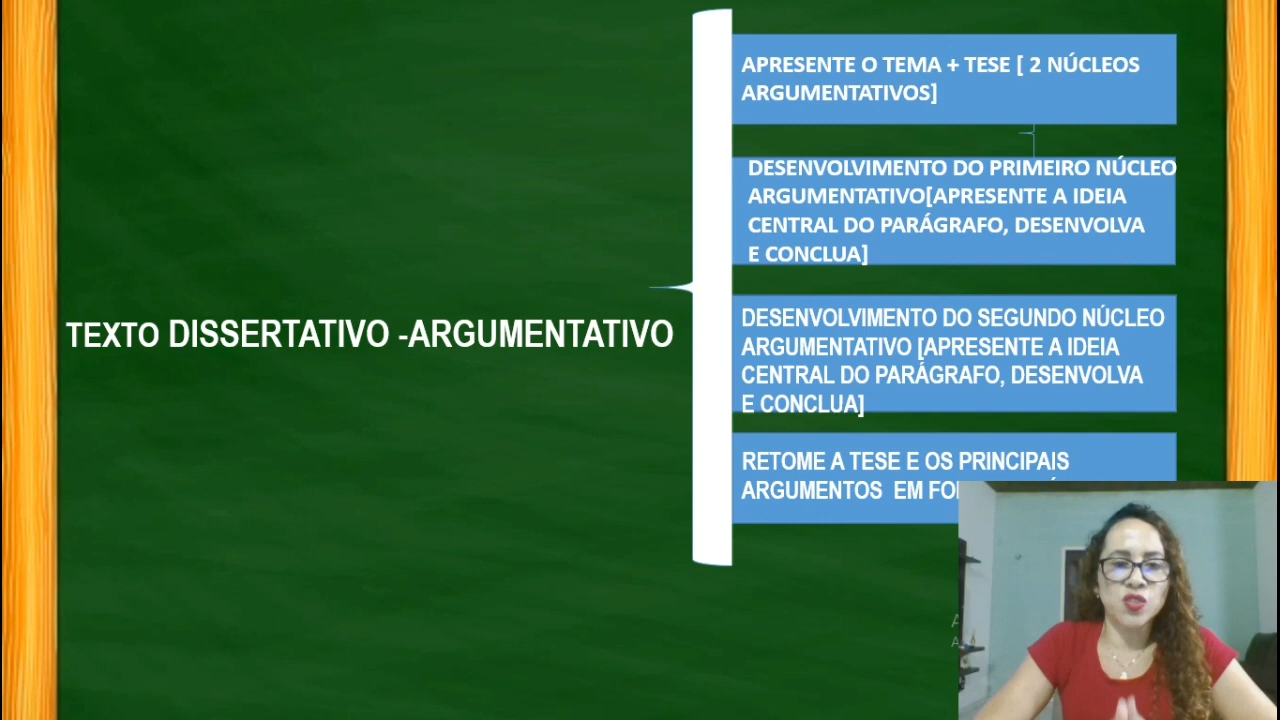 TEXTO DISSERTATIVO -ARGUMENTATIVO
APRESENTE O TEMA + TESE [ 2 NÚCLEOS
ARGUMENTATIVOS]
DESENVOLVIMENTO DO PRIMEIRO NÚCLEO
ARGUMENTATIVO[APRESENTE A IDEIA
CENTRAL DO PARÁGRAFO, DESENVOLVA
E CONCLUA]
DESENVOLVIMENTO DO SEGUNDO NÚCLEO
ARGUMENTATIVO [APRESENTE A IDEIA
CENTRAL DO PARÁGRAFO, DESENVOLVA
E CONCLUA]
RETOME A TESE E OS PRINCIPAIS
ARGUMENTOS EM